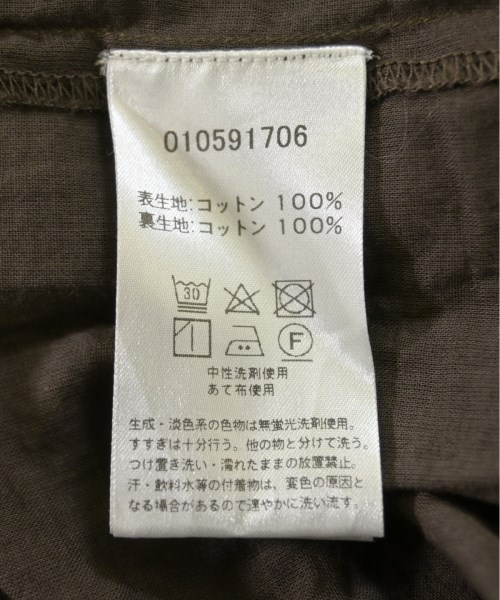 010591706
表生地:コットン 100%
裏生地:コットン 100%
30
F
中性洗剤使用
あて布使用
生成・淡色系の色物は無蛍光洗剤使用。
すすぎは十分行う。他の物と分けて洗う。
つけ置き洗い・濡れたままの放置禁止。
汗・飲料水等の付着物は、変色の原因と
なる場合があるので速やかに洗い流す。